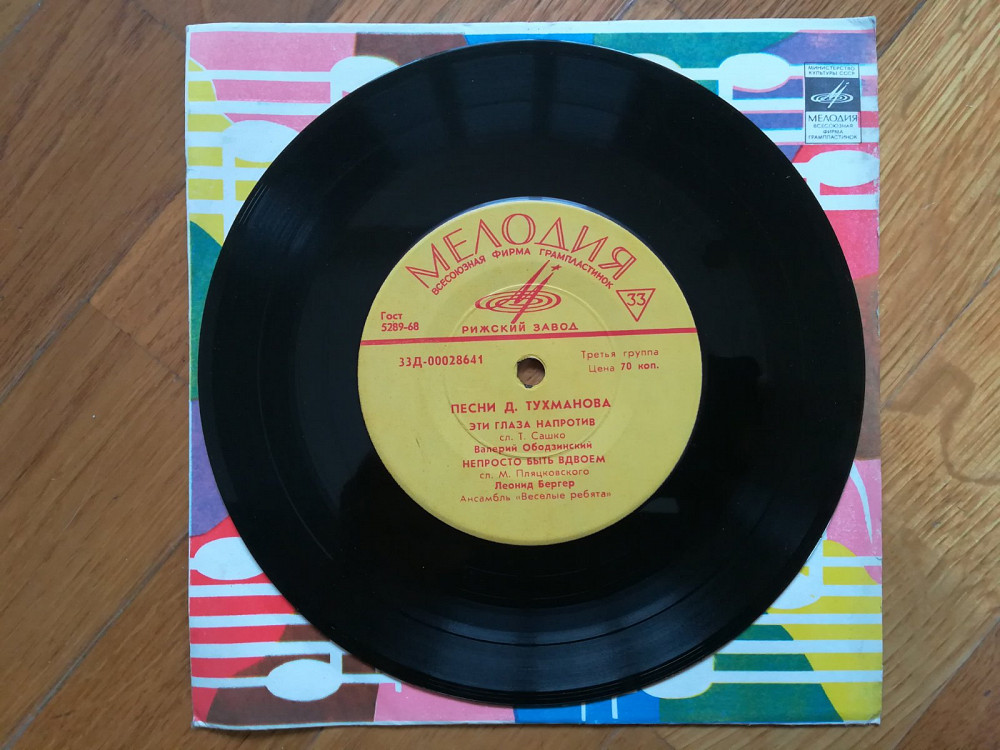 МИНИСТЕРСТВО
КУЛЬТУРЫ СССР
МЕЛОДИЯ
ВСЕСОЮЗНАЯ
ФИРМА
ГРАМПЛАСТИНОК
МЕЛОДИЯ
ВСЕСОЮЗНАЯ ФИРМА ГРАМПЛАСТИНОК
33
Гост
5289-68
РИЖСКИЙ ЗАВОД
33Д-00028641
Третья группа
Цена 70 коп.
ПЕСНИ Д. ТУХМАНОВА
ЭТИ ГЛАЗА НАПРОТИВ
сл. Т. Сашко
Валерий Ободзинский
НЕПРОСТО БЫТЬ ВДВОЕМ
сл. М. Пляцковского
Леонид Бергер
Ансамбль «Веселые ребята»